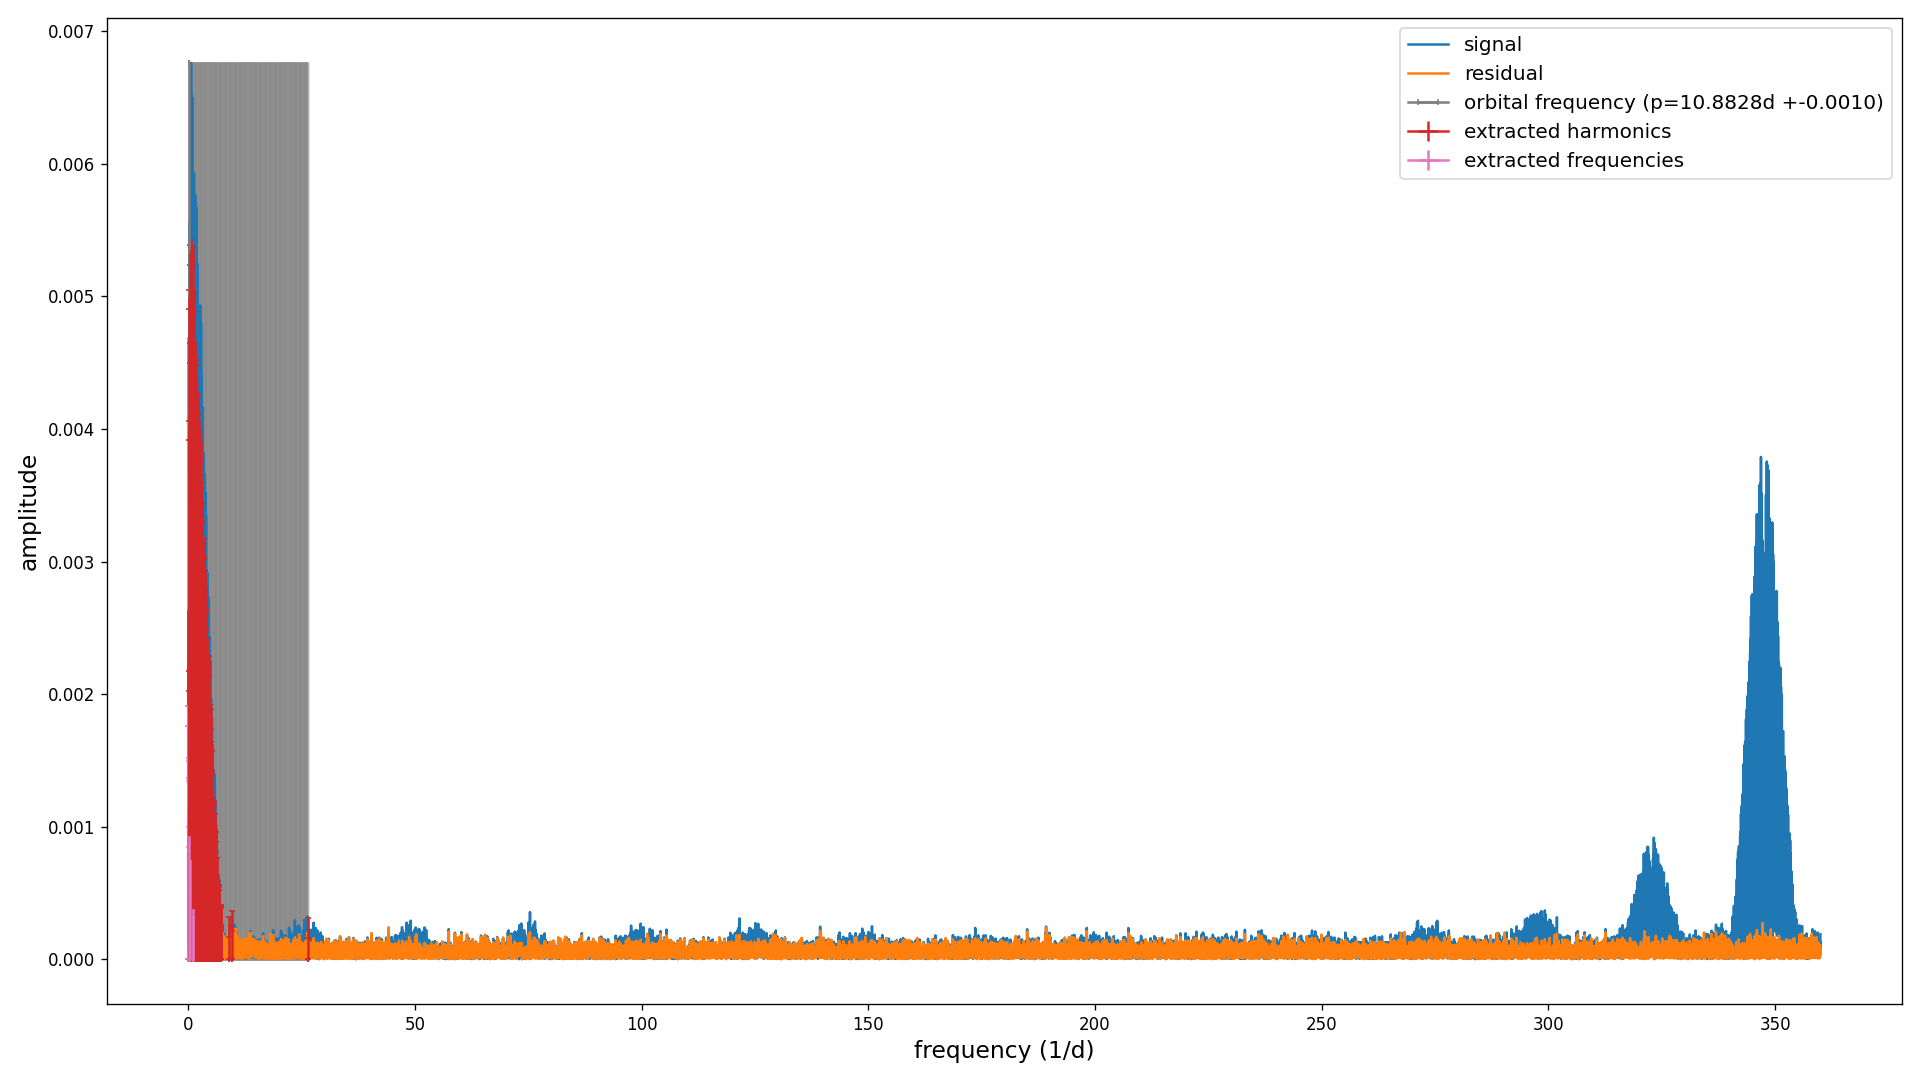 0.007
0.006
0.005
0.004
0.003
0.002
0.001
0.000
amplitude
signal
residual
orbital frequency (p=10.8828d +-0.0010)
extracted harmonics
extracted frequencies
0 50 100 150 200 250 300 350
frequency (1/d)